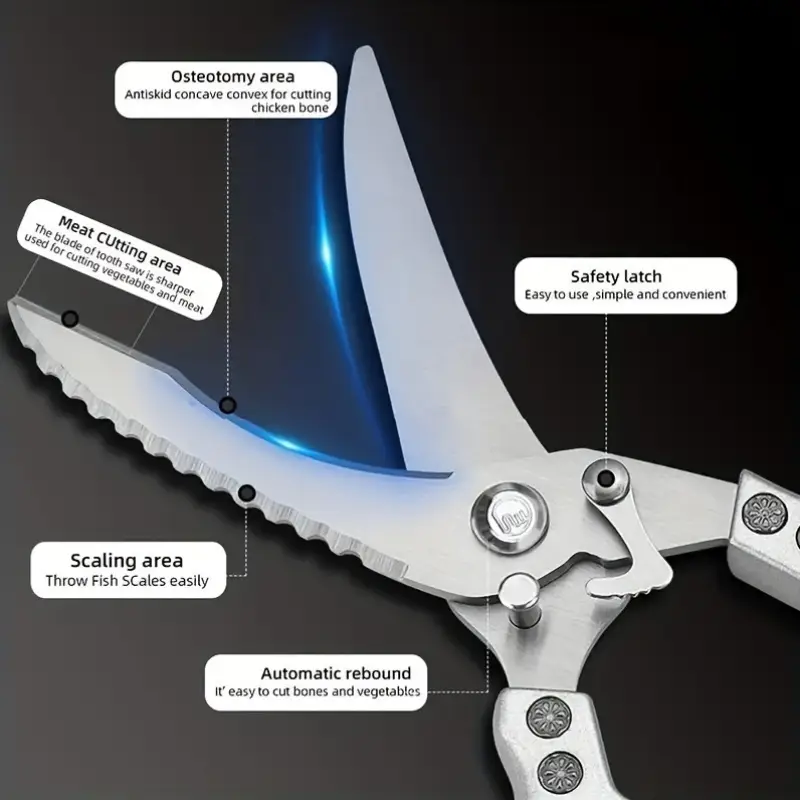 Osteotomy area
Antiskid concave convex for cutting
chicken bone
Meat CUtting area
The blade of tooth saw is sharper
used for cutting vegetables and meat
Safety latch
Easy to use ,simple and convenient
Scaling area
Throw Fish SCales easily
Automatic rebound
It' easy to cut bones and vegetables